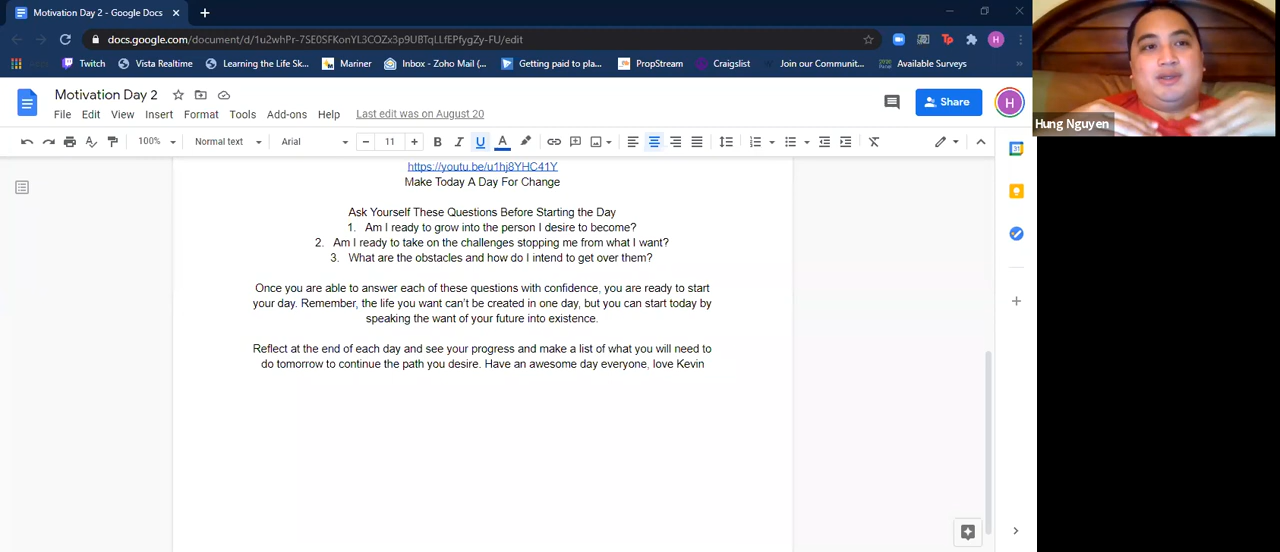 Motivation Day 2 - Google Docs
docs.google.com/document/d/1u2whPr-7SE0SFKonYL3COZx3p9UBTqLLfEPfygZy-FU/edit
Twitch Vista Realtime Learning the Life Sk... Mariner Inbox - Zoho Mail (... Getting paid to pla... PropStream Craigslist Join our Communit... Available Surveys
Motivation Day 2
File Edit View Insert Format Tools Add-ons Help Last edit was on August 20
Share
H
100% Normal text Arial 11 B I U A
https://youtu.be/u1hj8YHC41Y
Make Today A Day For Change
Ask Yourself These Questions Before Starting the Day
1. Am I ready to grow into the person I desire to become?
2. Am I ready to take on the challenges stopping me from what I want?
3. What are the obstacles and how do I intend to get over them?
Once you are able to answer each of these questions with confidence, you are ready to start
your day. Remember, the life you want can't be created in one day, but you can start today by
speaking the want of your future into existence.
Reflect at the end of each day and see your progress and make a list of what you will need to
do tomorrow to continue the path you desire. Have an awesome day everyone, love Kevin
Hung Nguyen